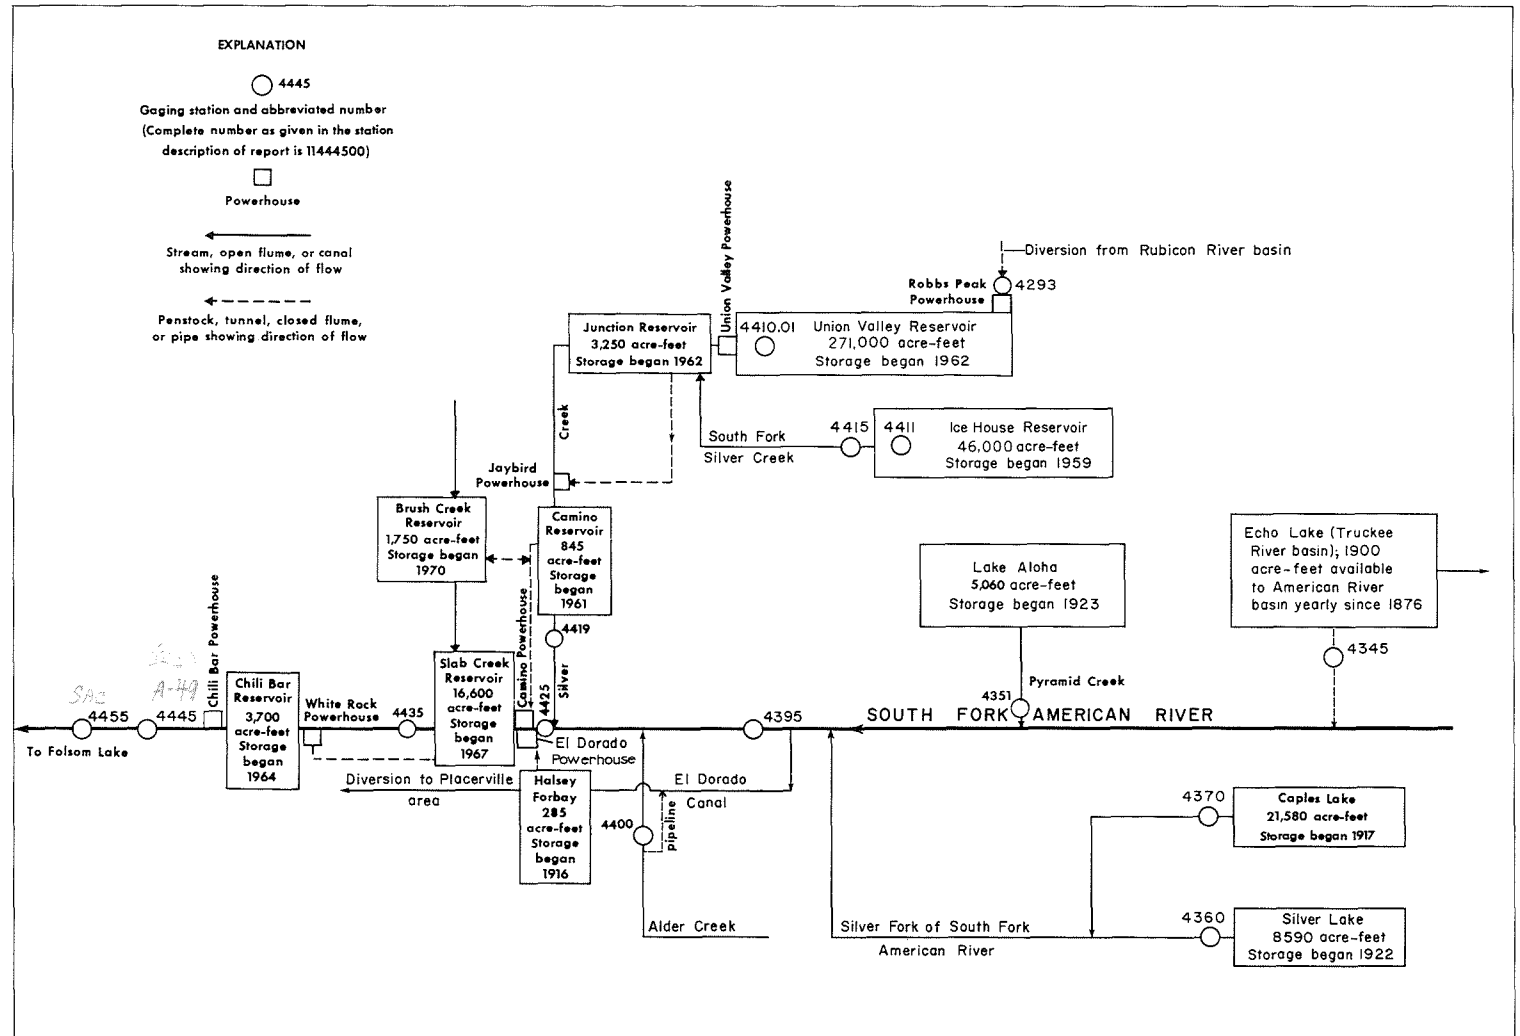 EXPLANATION
4445
Gaging station and abbreviated number
(Complete number as given in the station
description of report is 11444500)
Powerhouse
Stream, open flume, or canal
showing direction of flow
Penstock, tunnel, closed flume,
or pipe showing direction of flow
Union Valley Powerhouse
Diversion from Rubicon River basin
Robbs Peak
Powerhouse
4293
Junction Reservoir
3,250 acre-feet
Storage began 1962
4410.01
Union Valley Reservoir
271,000 acre-feet
Storage began 1962
Creek
South Fork
Silver Creek
4415
4411
Ice House Reservoir
46,000 acre-feet
Storage began 1959
Jaybird
Powerhouse
Brush Creek
Reservoir
1,750 acre-feet
Storage began
1970
Camino
Reservoir
845
acre-feet
Storage
began
1961
Lake Aloha
5,060 acre-feet
Storage began 1923
Echo Lake (Truckee
River basin); 1900
acre-feet available
to American River
basin yearly since 1876
Chili Bar Powerhouse
Camino Powerhouse
4419
4345
Silver
4425
Slab Creek
Reservoir
16,600
acre-feet
Storage
began
1967
Chili Bar
Reservoir
3,700
acre-feet
Storage
began
1964
White Rock
Powerhouse
A-49
4455
4445
4435
4395
4351
Pyramid Creek
SOUTH FORK AMERICAN RIVER
To Folsom Lake
El Dorado
Powerhouse
Diversion to Placerville
area
Halsey
Forbay
285
acre-feet
Storage
began
1916
El Dorado
Canal
4400
pipeline
4370
Caples Lake
21,580 acre-feet
Storage began 1917
Alder Creek
Silver Fork of South Fork
American River
4360
Silver Lake
8590 acre-feet
Storage began 1922